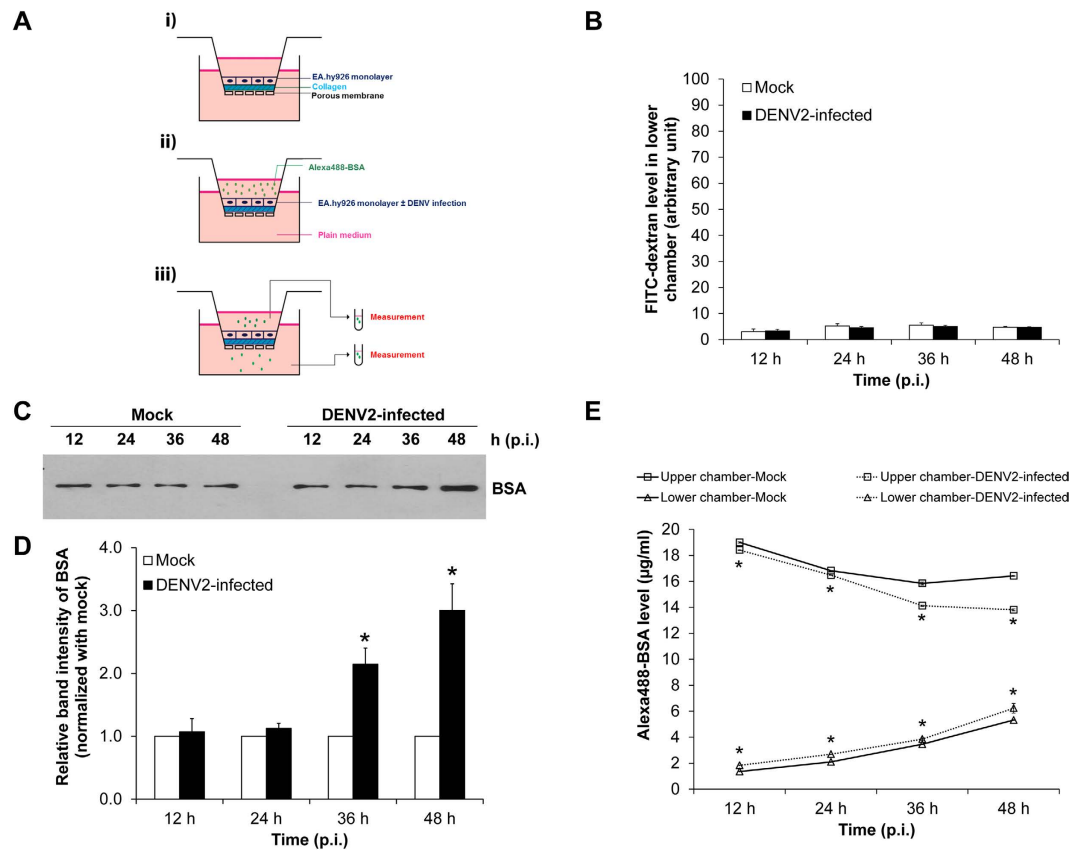 A
i)
EA.hy926 monolayer
Collagen
Porous membrane
ii)
Alexa488-BSA
EA.hy926 monolayer ± DENV infection
Plain medium
iii)
Measurement
Measurement
B
FITC-dextran level in lower
chamber (arbitrary unit)
100
90
80
70
60
50
40
30
20
10
0
Mock
DENV2-infected
12 h 24 h 36 h 48 h
Time (p.i.)
C
Mock DENV2-infected
12 24 36 48 12 24 36 48 h (p.i.)
BSA
D
Relative band intensity of BSA
(normalized with mock)
4.0
3.0
2.0
1.0
0.0
Mock
DENV2-infected
*
*
12 h 24 h 36 h 48 h
Time (p.i.)
E
Upper chamber-Mock Upper chamber-DENV2-infected
Lower chamber-Mock Lower chamber-DENV2-infected
Alexa488-BSA level (µg/ml)
20
18
16
14
12
10
8
6
4
2
0
* * * *
* * * *
12 h 24 h 36 h 48 h
Time (p.i.)